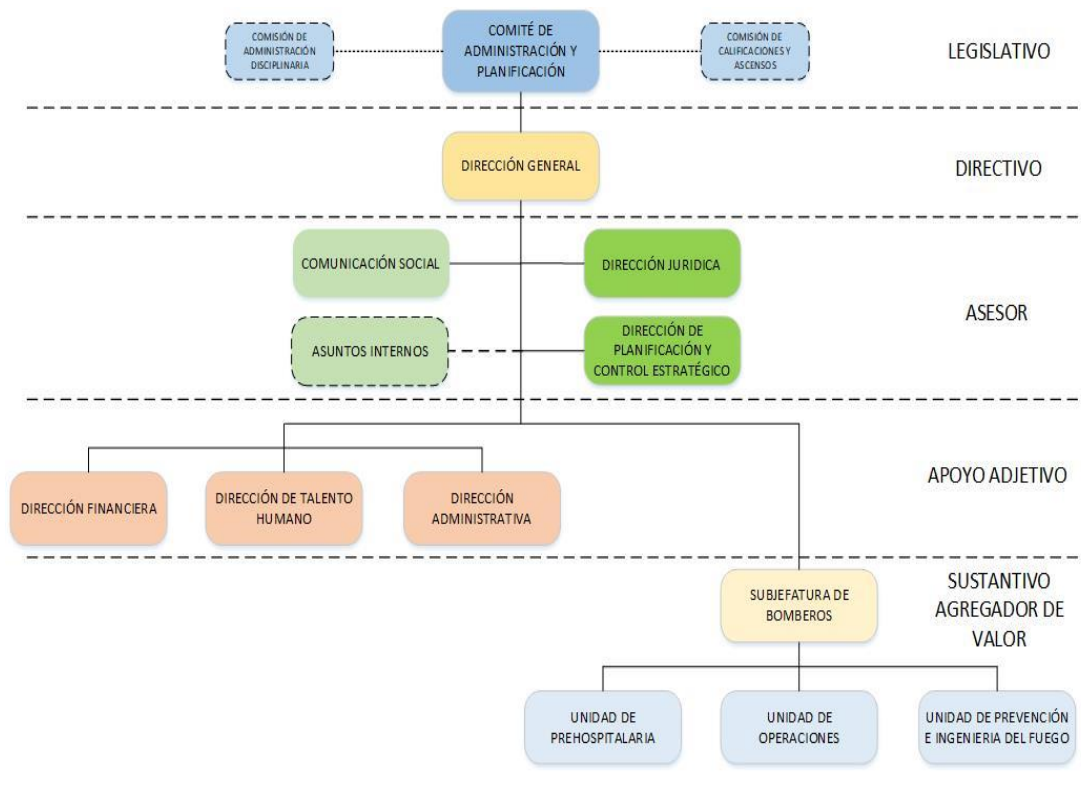 COMISIÓN DE
ADMINISTRACIÓN
DISCIPLINARIA
COMITÉ DE
ADMINISTRACIÓN Y
PLANIFICACIÓN
COMISIÓN DE
CALIFICACIONES Y
ASCENSOS
LEGISLATIVO
DIRECCIÓN GENERAL
DIRECTIVO
COMUNICACIÓN SOCIAL
DIRECCIÓN JURIDICA
ASUNTOS INTERNOS
DIRECCIÓN DE
PLANIFICACIÓN Y
CONTROL ESTRATÉGICO
ASESOR
DIRECCIÓN FINANCIERA
DIRECCIÓN DE TALENTO
HUMANO
DIRECCIÓN
ADMINISTRATIVA
APOYO ADJETIVO
SUBJEFATURA DE
BOMBEROS
SUSTANTIVO
AGREGADOR DE
VALOR
UNIDAD DE
PREHOSPITALARIA
UNIDAD DE
OPERACIONES
UNIDAD DE PREVENCIÓN
E INGENIERIA DEL FUEGO